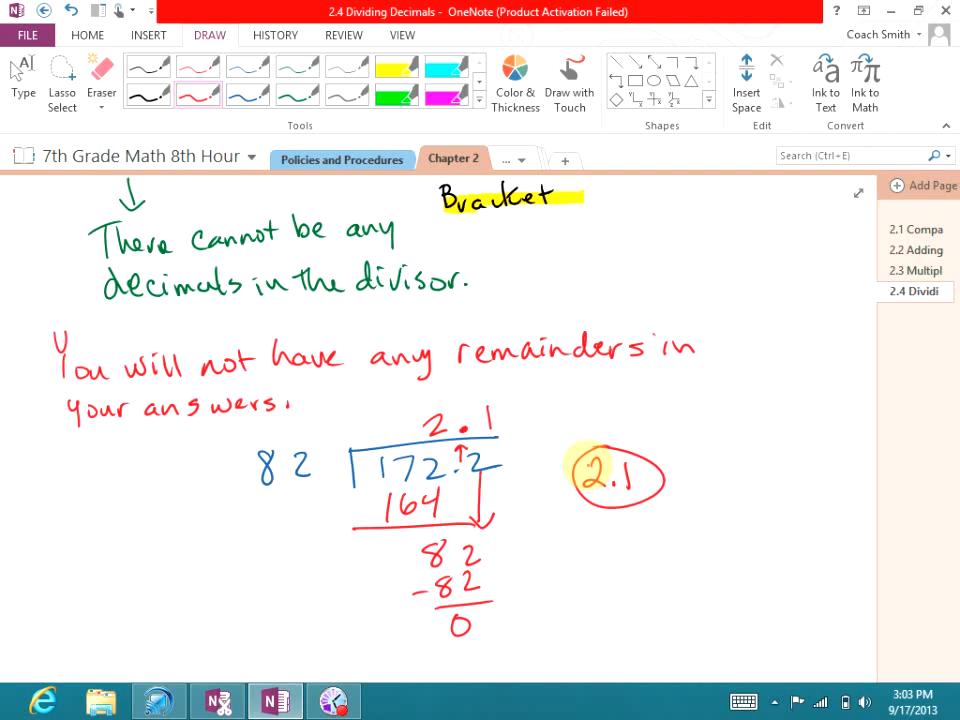 2.4 Dividing Decimals - OneNote (Product Activation Failed)
FILE HOME INSERT DRAW HISTORY REVIEW VIEW Coach Smith
Type Lasso Select Eraser Color & Thickness Draw with Touch Insert Space Ink to Text Ink to Math
Tools Shapes Edit Convert
7th Grade Math 8th Hour Policies and Procedures Chapter 2 ... + Search (Ctrl+E)
Add Page
2.1 Compa
2.2 Adding
2.3 Multipl
2.4 Dividi
Bracket
There cannot be any
decimals in the divisor.
You will not have any remainders in
your answers.
2.1
82 172.2
2.1
164
82
-82
0
3:03 PM
9/17/2013